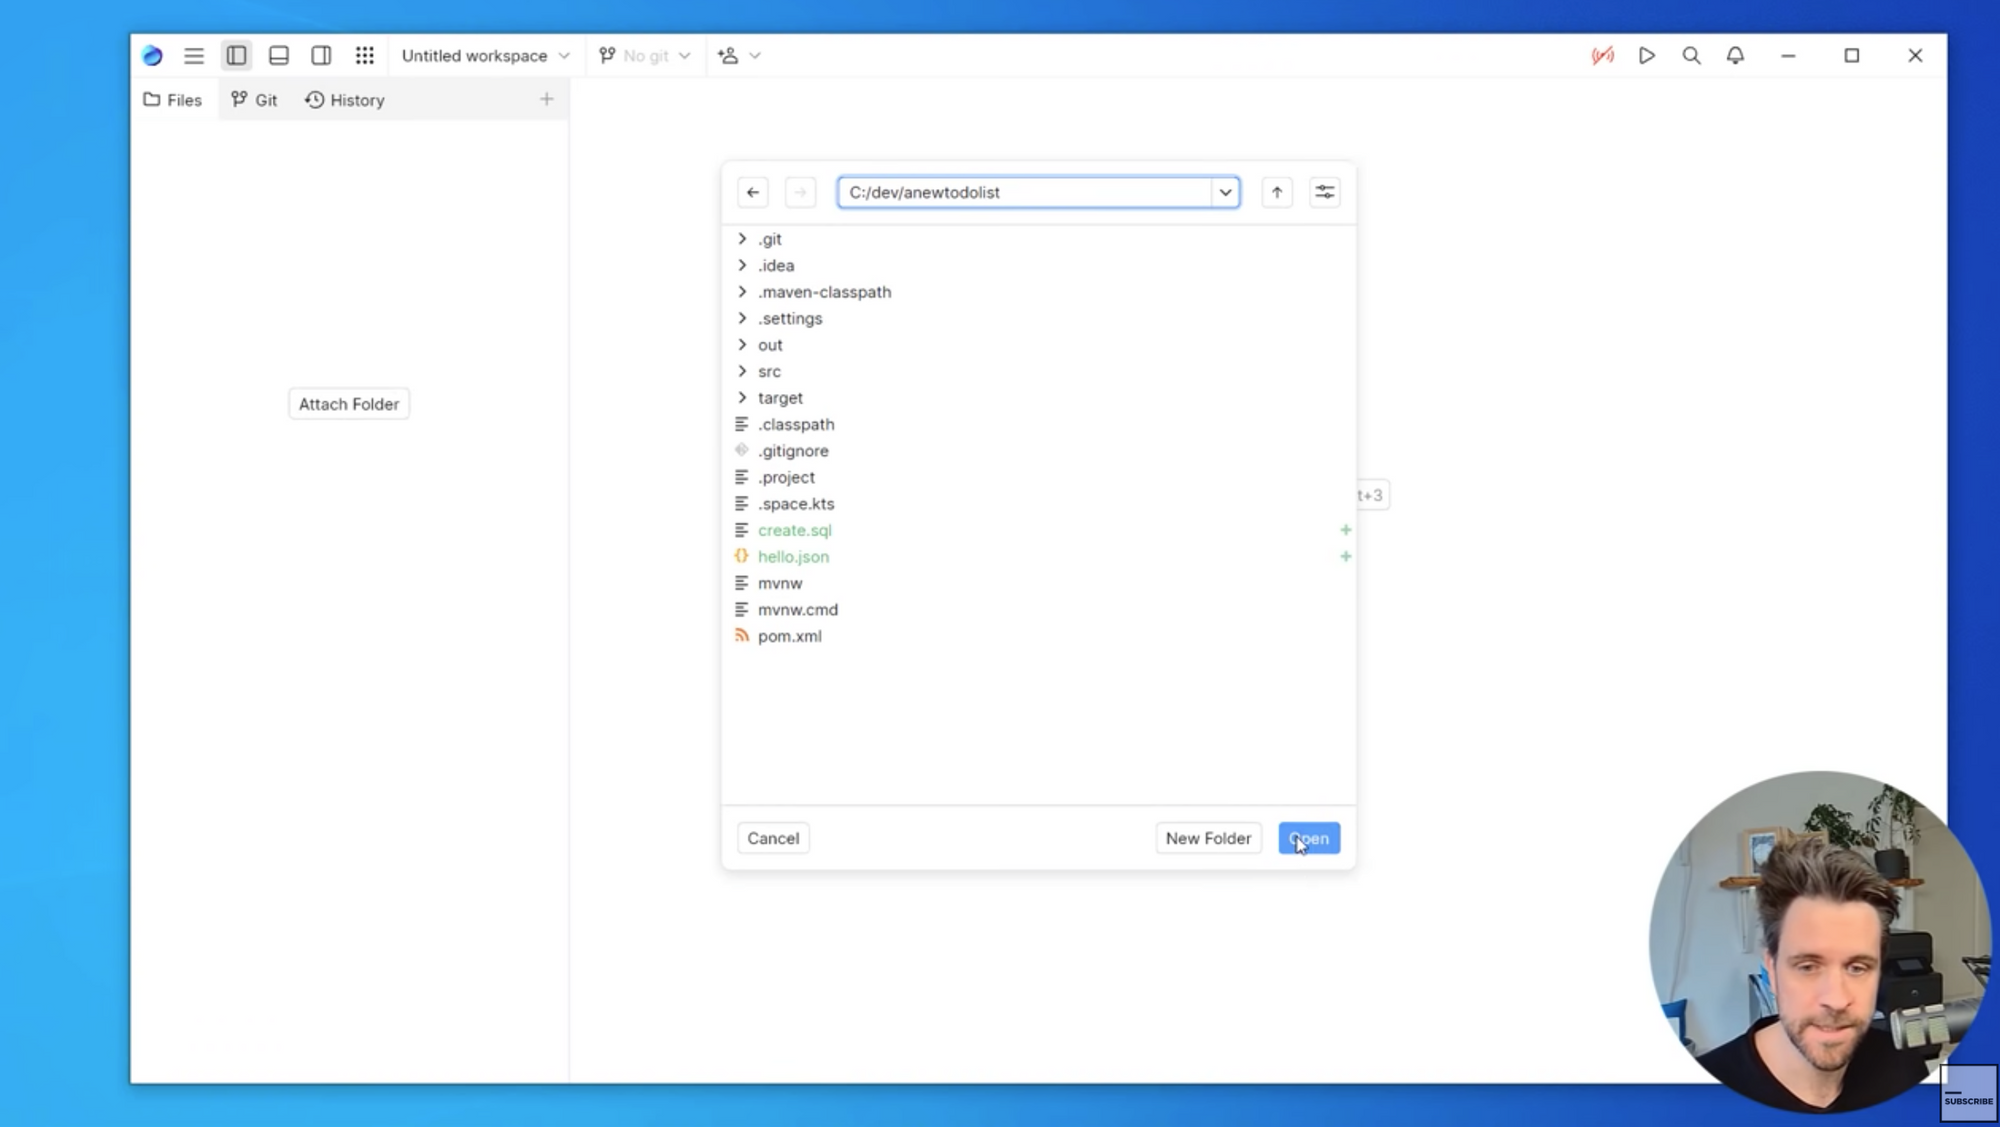 Untitled workspace
No git
Files
Git
History
C:/dev/anewtodolist
.git
.idea
.maven-classpath
.settings
out
src
target
Attach Folder
.classpath
.gitignore
.project
.space.kts
t+3
create.sql
hello.json
mvnw
mvnw.cmd
pom.xml
Cancel
New Folder
Open
SUBSCRIBE